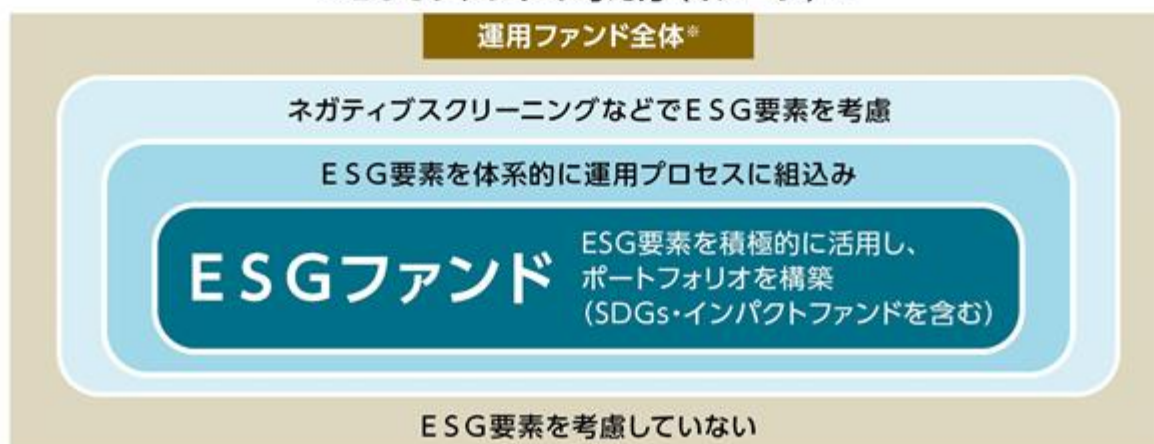 運用ファンド全体※
ネガティブスクリーニングなどでESG要素を考慮
ESG要素を体系的に運用プロセスに組込み
ESGファンド
ESG要素を積極的に活用し、
ポートフォリオを構築
(SDGs・インパクトファンドを含む)
ESG要素を考慮していない